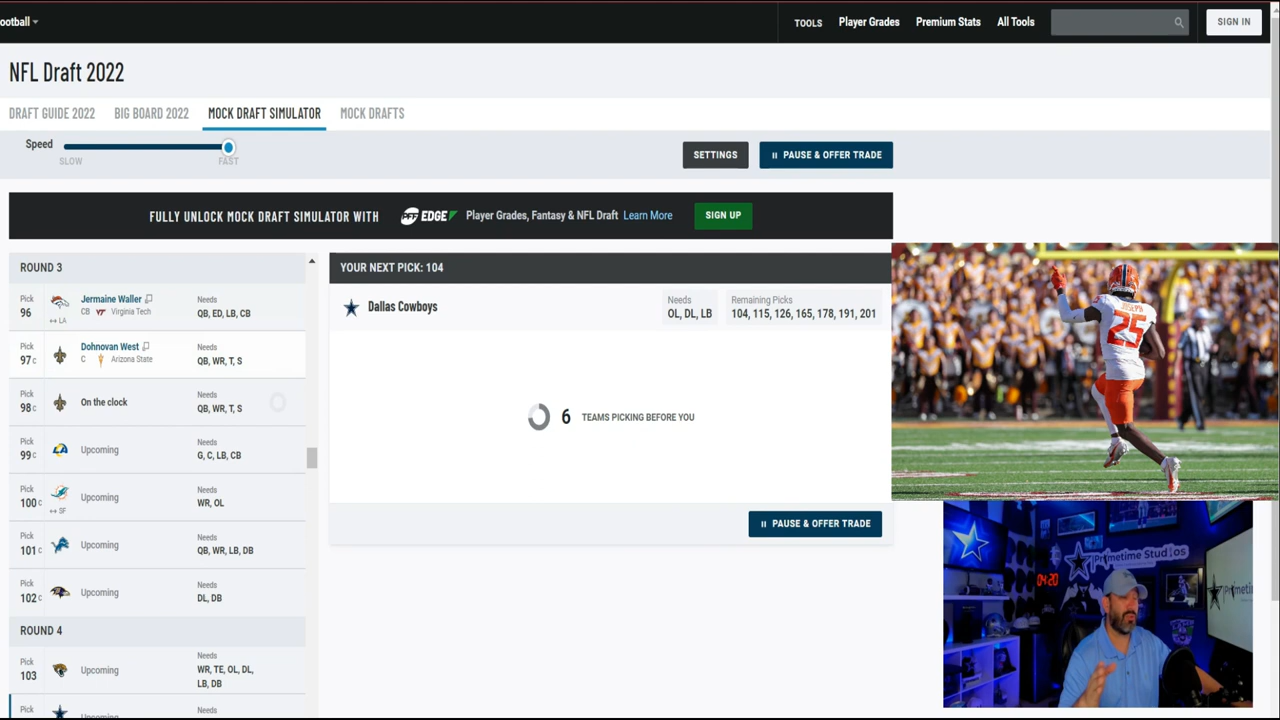 ootball
TOOLS
Player Grades
Premium Stats
All Tools
SIGN IN
NFL Draft 2022
DRAFT GUIDE 2022
BIG BOARD 2022
MOCK DRAFT SIMULATOR
MOCK DRAFTS
Speed
SLOW
FAST
SETTINGS
PAUSE & OFFER TRADE
FULLY UNLOCK MOCK DRAFT SIMULATOR WITH
PFF EDGE
Player Grades, Fantasy & NFL Draft Learn More
SIGN UP
ROUND 3
Pick
96
↔ LA
Jermaine Waller
CB Virginia Tech
Needs
QB, ED, LB, CB
Pick
97 c
Dohnovan West
C Arizona State
Needs
QB, WR, T, S
Pick
98 c
On the clock
Needs
QB, WR, T, S
Pick
99 c
Upcoming
Needs
G, C, LB, CB
Pick
100 c
↔ SF
Upcoming
Needs
WR, OL
Pick
101 c
Upcoming
Needs
QB, WR, LB, DB
Pick
102 c
Upcoming
Needs
DL, DB
ROUND 4
Pick
103
Upcoming
Needs
WR, TE, OL, DL,
LB, DB
Pick
Upcoming
Needs
YOUR NEXT PICK: 104
Dallas Cowboys
Needs
OL, DL, LB
Remaining Picks
104, 115, 126, 165, 178, 191, 201
6 TEAMS PICKING BEFORE YOU
PAUSE & OFFER TRADE
JOSEPH
25
Primetime Studios
04:20